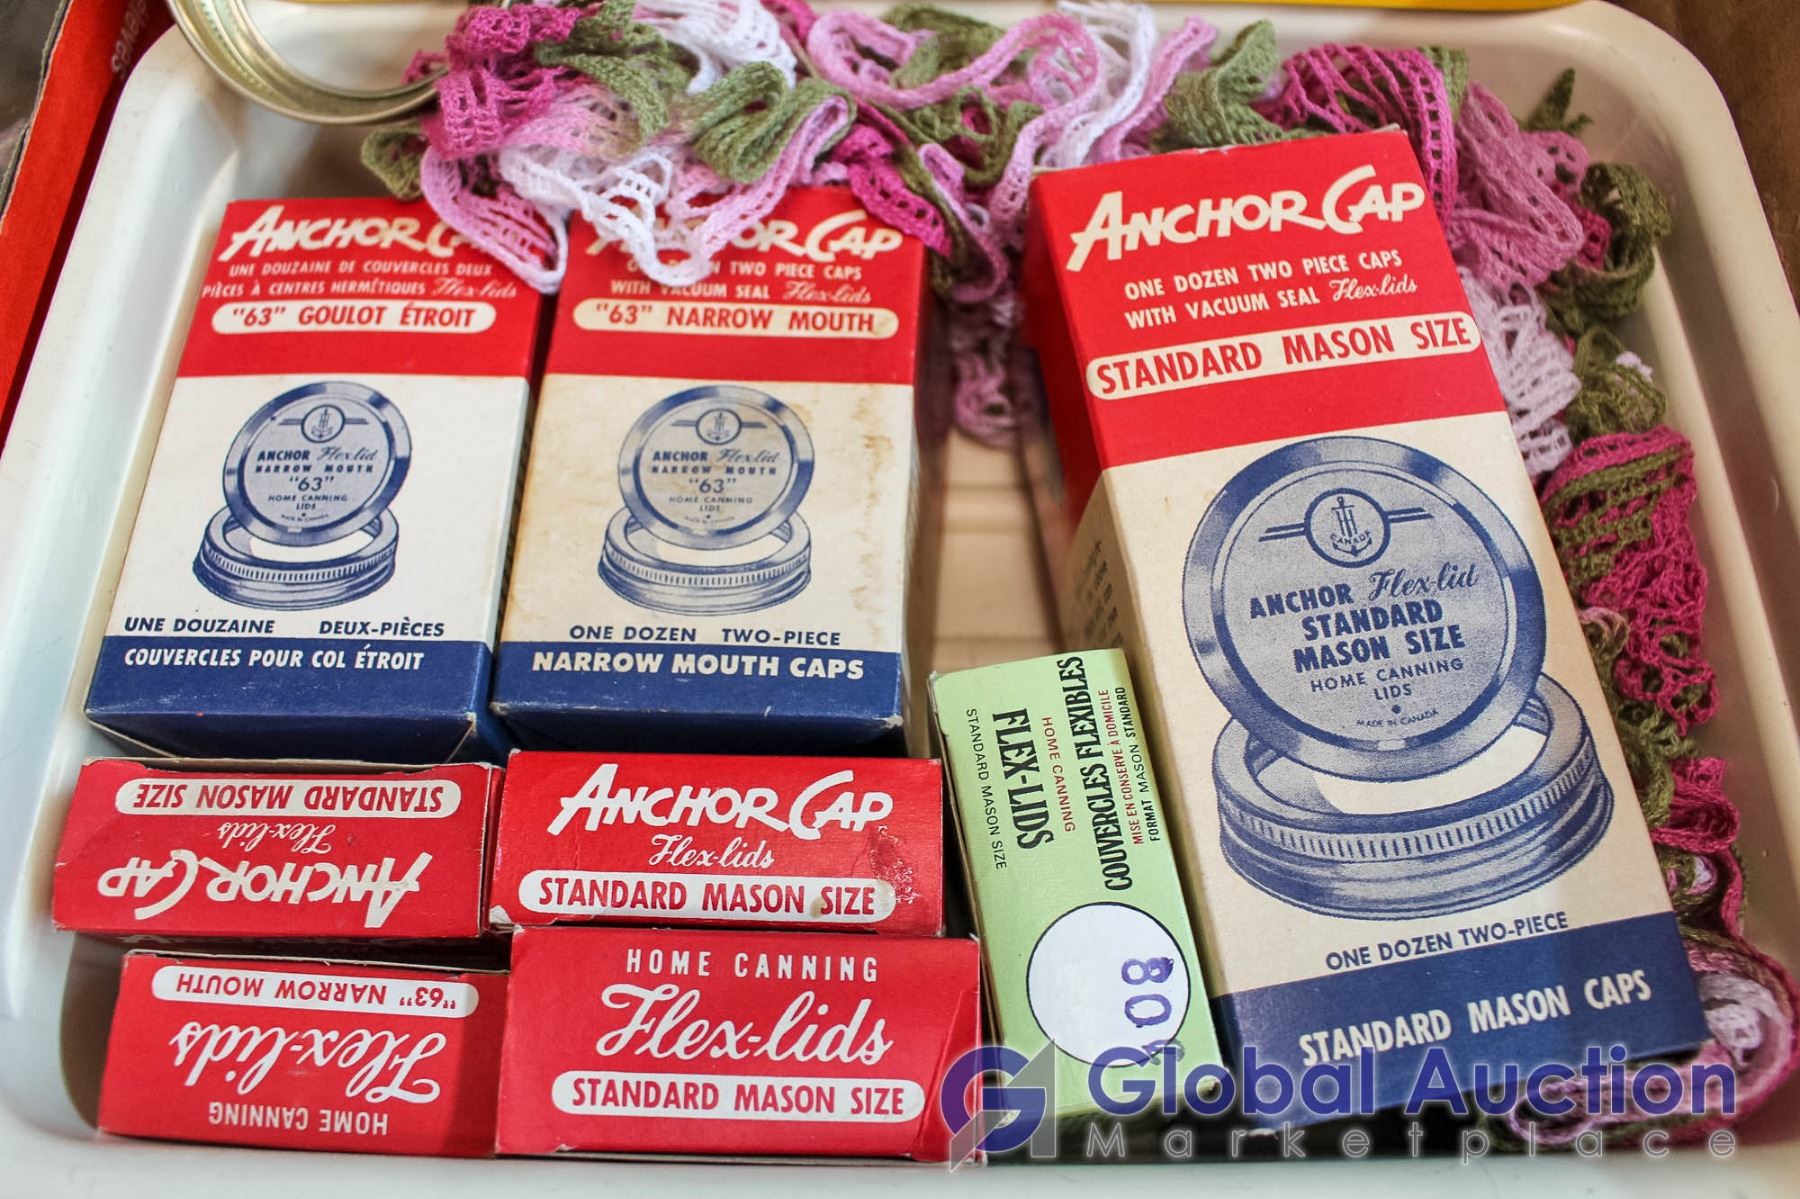 ANCHOR
UNE DOUZAINE DE COUVERCLES DEUX
PIÈCES À CENTRES HERMÉTIQUES Flex-lids
"63" GOULOT ÉTROIT
ANCHOR Flex-lid
NARROW MOUTH
"63"
HOME CANNING
LIDS
MADE IN CANADA
UNE DOUZAINE DEUX-PIÈCES
COUVERCLES POUR COL ÉTROIT
CAP
TWO PIECE CAPS
WITH VACUUM SEAL Flex-lids
"63" NARROW MOUTH
ANCHOR Flex-lid
NARROW MOUTH
"63"
HOME CANNING
LIDS
MADE IN CANADA
ONE DOZEN TWO-PIECE
NARROW MOUTH CAPS
ANCHOR CAP
ONE DOZEN TWO PIECE CAPS
WITH VACUUM SEAL Flex-lids
STANDARD MASON SIZE
CANADA
ANCHOR Flex-lid
STANDARD
MASON SIZE
HOME CANNING
LIDS
MADE IN CANADA
ONE DOZEN TWO-PIECE
STANDARD MASON CAPS
ANCHOR CAP
Flex-lids
STANDARD MASON SIZE
ANCHOR CAP
Flex-lids
STANDARD MASON SIZE
HOME CANNING
Flex-lids
"63" NARROW MOUTH
HOME CANNING
Flex-lids
STANDARD MASON SIZE
STANDARD MASON SIZE
FLEX-LIDS
HOME CANNING
COUVERCLES FLEXIBLES
MISE EN CONSERVE À DOMICILE
FORMAT MASON STANDARD
Global Auction
Marketplace